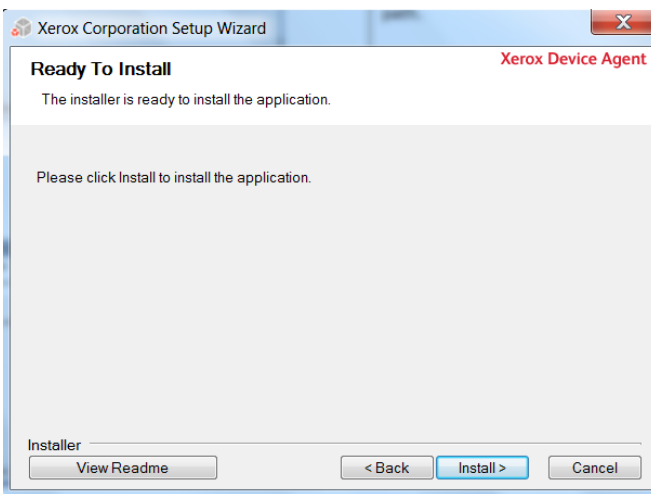 Xerox Corporation Setup Wizard
Ready To Install
Xerox Device Agent
The installer is ready to install the application.
Please click Install to install the application.
Installer
View Readme
< Back
Install >
Cancel